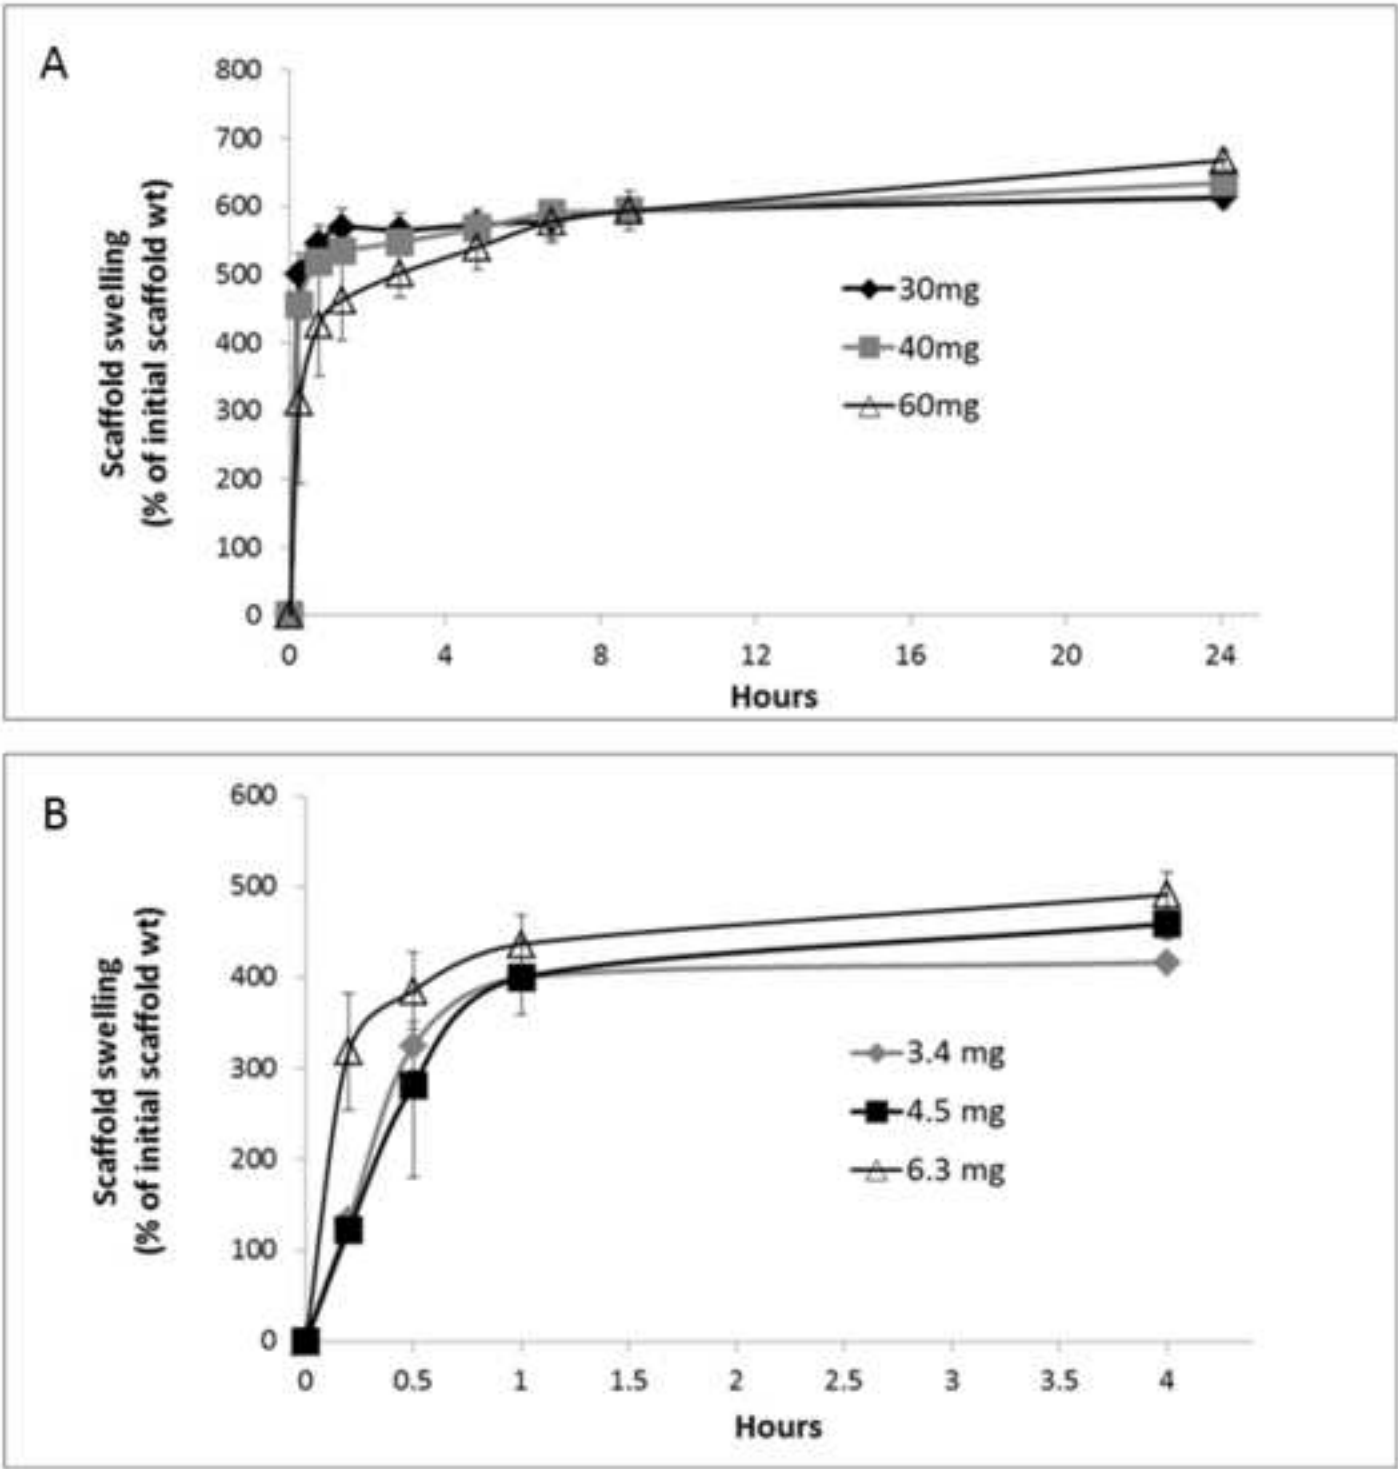 A
800
700
600
500
400
300
200
100
0
Scaffold swelling
(% of initial scaffold wt)
30mg
40mg
60mg
0 4 8 12 16 20 24
Hours
B
600
500
400
300
200
100
0
Scaffold swelling
(% of initial scaffold wt)
3.4 mg
4.5 mg
6.3 mg
0 0.5 1 1.5 2 2.5 3 3.5 4
Hours